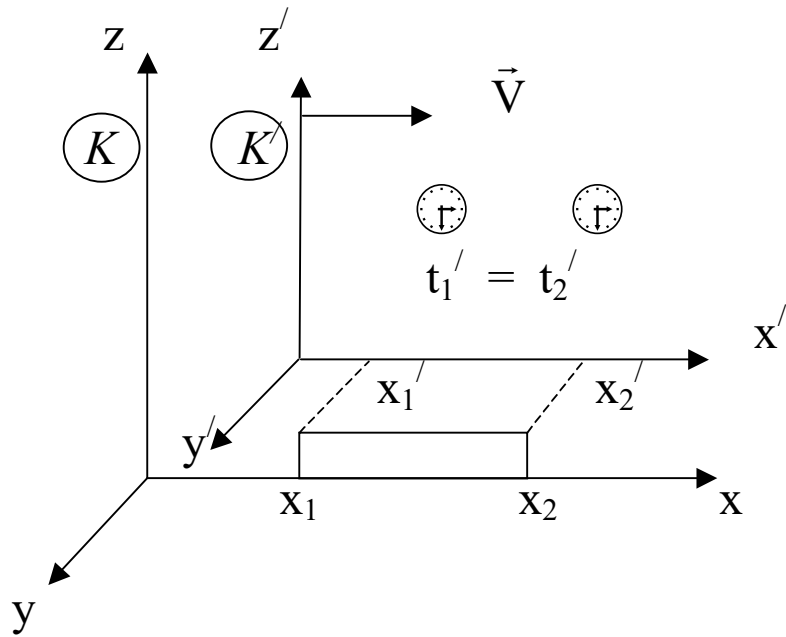 z z′ V⃗
K K′
t₁′ = t₂′
x′
x₁′ x₂′
y′
x₁ x₂ x
y